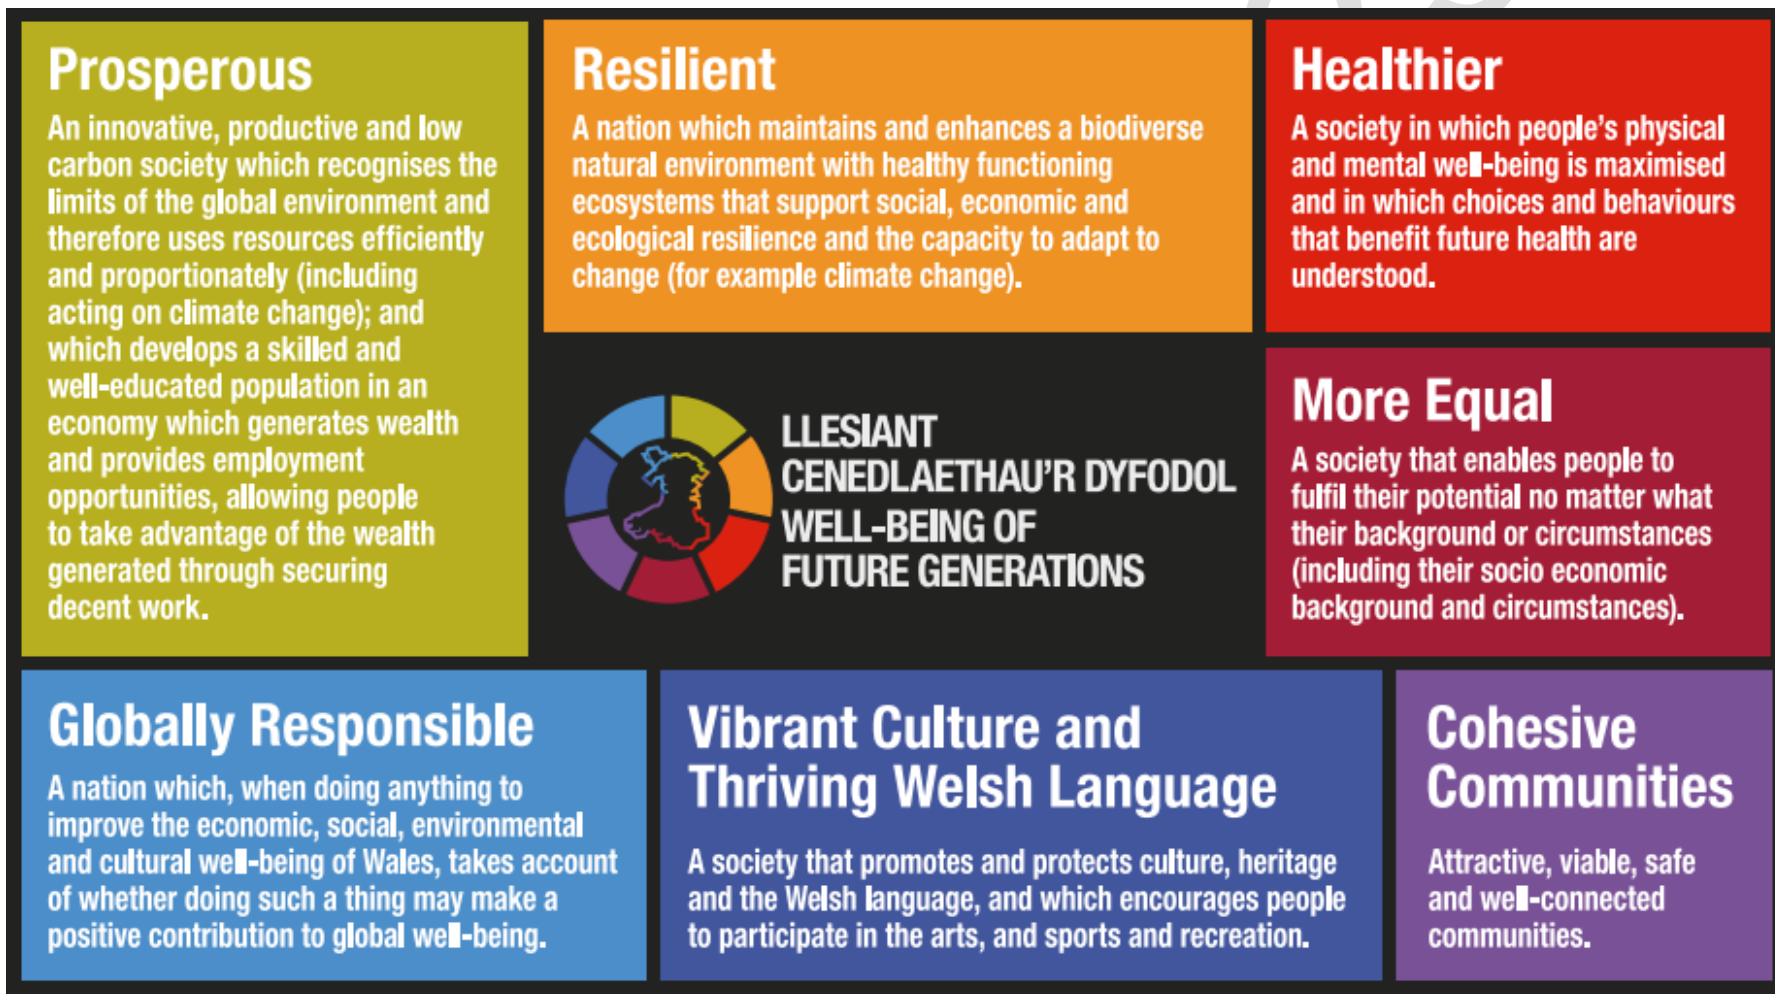 Prosperous
An innovative, productive and low
carbon society which recognises the
limits of the global environment and
therefore uses resources efficiently
and proportionately (including
acting on climate change); and
which develops a skilled and
well-educated population in an
economy which generates wealth
and provides employment
opportunities, allowing people
to take advantage of the wealth
generated through securing
decent work.
Resilient
A nation which maintains and enhances a biodiverse
natural environment with healthy functioning
ecosystems that support social, economic and
ecological resilience and the capacity to adapt to
change (for example climate change).
Healthier
A society in which people's physical
and mental well-being is maximised
and in which choices and behaviours
that benefit future health are
understood.
LLESIANT
CENEDLAETHAU'R DYFODOL
WELL-BEING OF
FUTURE GENERATIONS
More Equal
A society that enables people to
fulfil their potential no matter what
their background or circumstances
(including their socio economic
background and circumstances).
Globally Responsible
A nation which, when doing anything to
improve the economic, social, environmental
and cultural well-being of Wales, takes account
of whether doing such a thing may make a
positive contribution to global well-being.
Vibrant Culture and
Thriving Welsh Language
A society that promotes and protects culture, heritage
and the Welsh language, and which encourages people
to participate in the arts, and sports and recreation.
Cohesive
Communities
Attractive, viable, safe
and well-connected
communities.